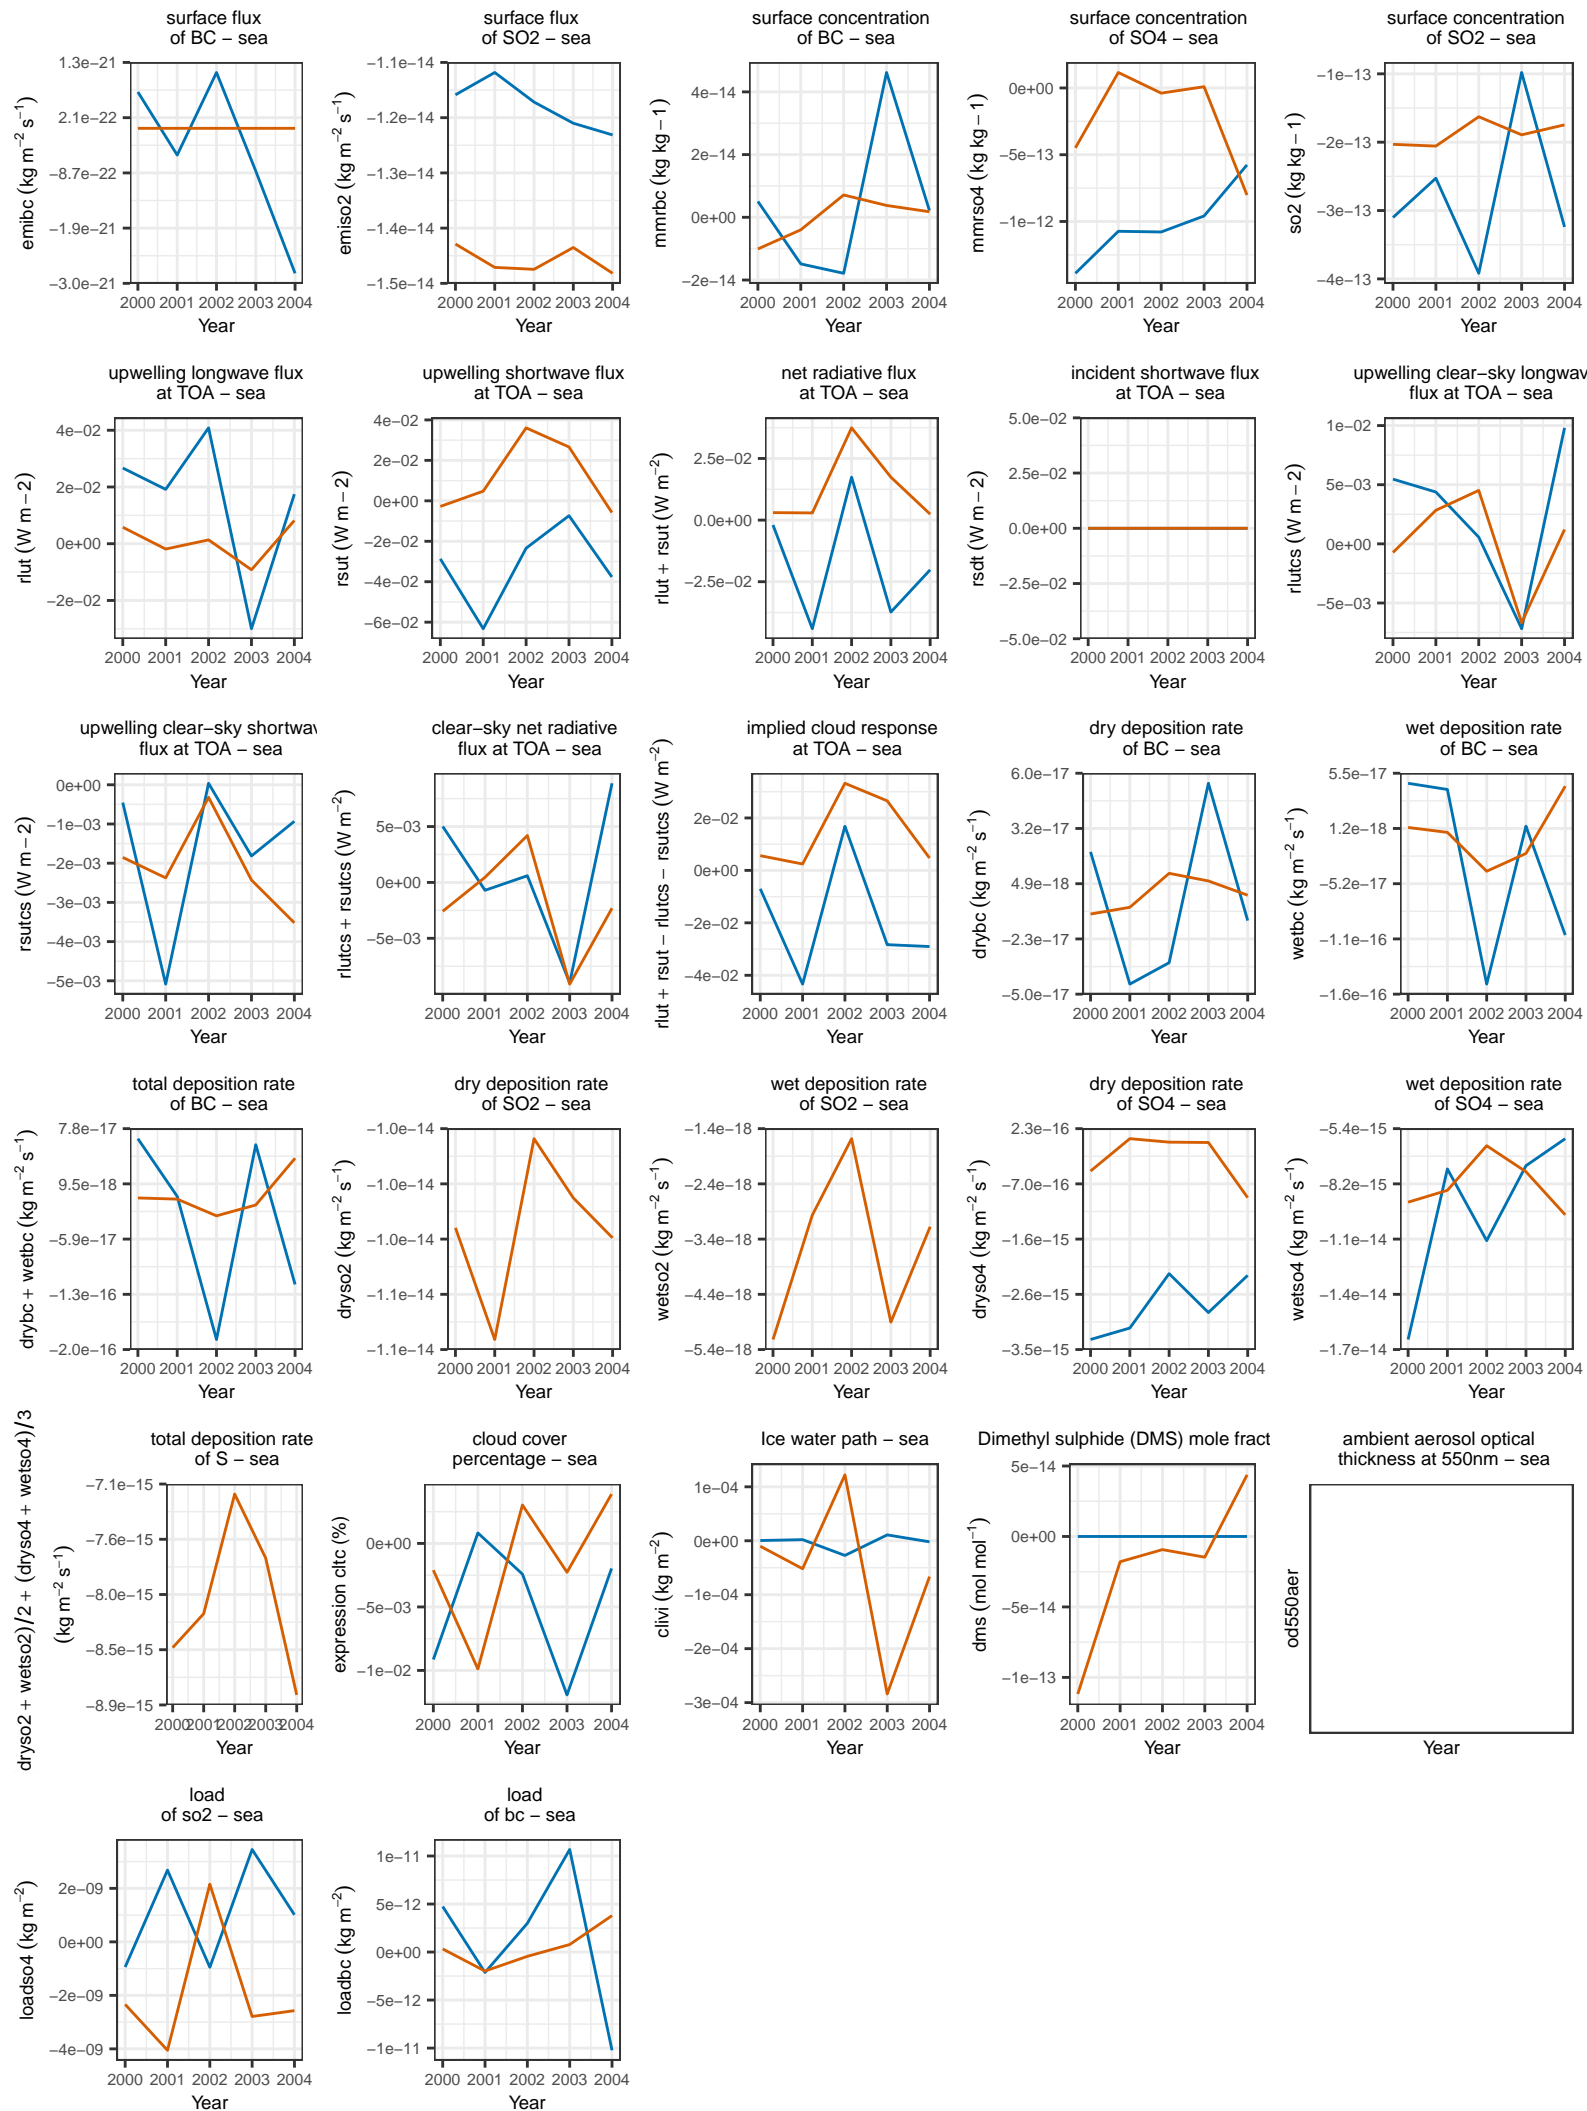 surface flux
of BC − sea
1.3e−21
2.1e−22
−8.7e−22
−1.9e−21
−3.0e−21
emibc (kg m−2 s−1)
2000 2001 2002 2003 2004
Year
surface flux
of SO2 − sea
−1.1e−14
−1.2e−14
−1.3e−14
−1.4e−14
−1.5e−14
emiso2 (kg m−2 s−1)
2000 2001 2002 2003 2004
Year
surface concentration
of BC − sea
4e−14
2e−14
0e+00
−2e−14
mmrbc (kg kg − 1)
2000 2001 2002 2003 2004
Year
surface concentration
of SO4 − sea
0e+00
−5e−13
−1e−12
mmrso4 (kg kg − 1)
2000 2001 2002 2003 2004
Year
surface concentration
of SO2 − sea
−1e−13
−2e−13
−3e−13
−4e−13
so2 (kg kg − 1)
2000 2001 2002 2003 2004
Year
upwelling longwave flux
at TOA − sea
4e−02
2e−02
0e+00
−2e−02
rlut (W m − 2)
2000 2001 2002 2003 2004
Year
upwelling shortwave flux
at TOA − sea
4e−02
2e−02
0e+00
−2e−02
−4e−02
−6e−02
rsut (W m − 2)
2000 2001 2002 2003 2004
Year
net radiative flux
at TOA − sea
2.5e−02
0.0e+00
−2.5e−02
rlut + rsut (W m−2)
2000 2001 2002 2003 2004
Year
incident shortwave flux
at TOA − sea
5.0e−02
2.5e−02
0.0e+00
−2.5e−02
−5.0e−02
rsdt (W m − 2)
2000 2001 2002 2003 2004
Year
upwelling clear−sky longwav
flux at TOA − sea
1e−02
5e−03
0e+00
−5e−03
rlutcs (W m − 2)
2000 2001 2002 2003 2004
Year
upwelling clear−sky shortwav
flux at TOA − sea
0e+00
−1e−03
−2e−03
−3e−03
−4e−03
−5e−03
rsutcs (W m − 2)
2000 2001 2002 2003 2004
Year
clear−sky net radiative
flux at TOA − sea
5e−03
0e+00
−5e−03
rlutcs + rsutcs (W m−2)
2000 2001 2002 2003 2004
Year
implied cloud response
at TOA − sea
2e−02
0e+00
−2e−02
−4e−02
rlut + rsut − rlutcs − rsutcs (W m−2)
2000 2001 2002 2003 2004
Year
dry deposition rate
of BC − sea
6.0e−17
3.2e−17
4.9e−18
−2.3e−17
−5.0e−17
drybc (kg m−2 s−1)
2000 2001 2002 2003 2004
Year
wet deposition rate
of BC − sea
5.5e−17
1.2e−18
−5.2e−17
−1.1e−16
−1.6e−16
wetbc (kg m−2 s−1)
2000 2001 2002 2003 2004
Year
total deposition rate
of BC − sea
7.8e−17
9.5e−18
−5.9e−17
−1.3e−16
−2.0e−16
drybc + wetbc (kg m−2 s−1)
2000 2001 2002 2003 2004
Year
dry deposition rate
of SO2 − sea
−1.0e−14
−1.0e−14
−1.0e−14
−1.1e−14
−1.1e−14
dryso2 (kg m−2 s−1)
2000 2001 2002 2003 2004
Year
wet deposition rate
of SO2 − sea
−1.4e−18
−2.4e−18
−3.4e−18
−4.4e−18
−5.4e−18
wetso2 (kg m−2 s−1)
2000 2001 2002 2003 2004
Year
dry deposition rate
of SO4 − sea
2.3e−16
−7.0e−16
−1.6e−15
−2.6e−15
−3.5e−15
dryso4 (kg m−2 s−1)
2000 2001 2002 2003 2004
Year
wet deposition rate
of SO4 − sea
−5.4e−15
−8.2e−15
−1.1e−14
−1.4e−14
−1.7e−14
wetso4 (kg m−2 s−1)
2000 2001 2002 2003 2004
Year
total deposition rate
of S − sea
−7.1e−15
−7.6e−15
−8.0e−15
−8.5e−15
−8.9e−15
dryso2 + wetso2)/2 + (dryso4 + wetso4)/3
(kg m−2 s−1)
2000 2001 2002 2003 2004
Year
cloud cover
percentage − sea
0e+00
−5e−03
−1e−02
expression cltc (%)
2000 2001 2002 2003 2004
Year
Ice water path − sea
1e−04
0e+00
−1e−04
−2e−04
−3e−04
clivi (kg m−2)
2000 2001 2002 2003 2004
Year
Dimethyl sulphide (DMS) mole fract
5e−14
0e+00
−5e−14
−1e−13
dms (mol mol−1)
2000 2001 2002 2003 2004
Year
ambient aerosol optical
thickness at 550nm − sea
od550aer
Year
load
of so2 − sea
2e−09
0e+00
−2e−09
−4e−09
loadso4 (kg m−2)
2000 2001 2002 2003 2004
Year
load
of bc − sea
1e−11
5e−12
0e+00
−5e−12
−1e−11
loadbc (kg m−2)
2000 2001 2002 2003 2004
Year